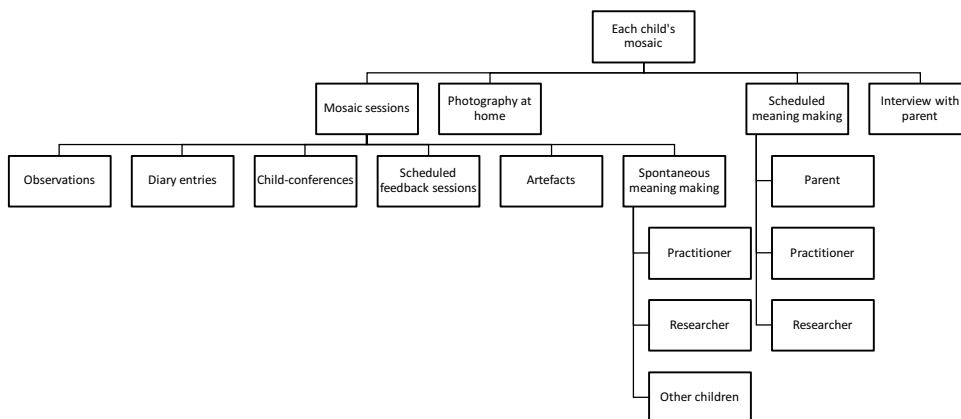 Each child's
mosaic
Mosaic sessions
Photography at
home
Scheduled
meaning making
Interview with
parent
Observations
Diary entries
Child-conferences
Scheduled
feedback sessions
Artefacts
Spontaneous
meaning making
Parent
Practitioner
Practitioner
Researcher
Researcher
Other children